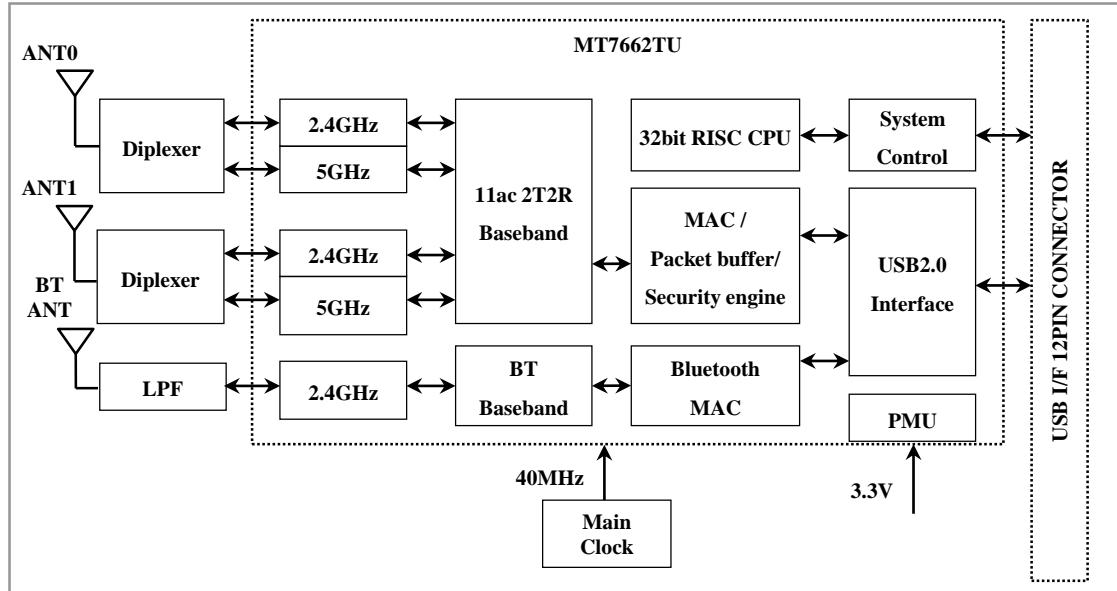 MT7662TU
ANT0
Diplexer
2.4GHz
5GHz
11ac 2T2R
Baseband
32bit RISC CPU
System
Control
ANT1
Diplexer
2.4GHz
5GHz
MAC /
Packet buffer/
Security engine
USB2.0
Interface
BT
ANT
LPF
2.4GHz
BT
Baseband
Bluetooth
MAC
PMU
40MHz
Main
Clock
3.3V
USB I/F 12PIN CONNECTOR